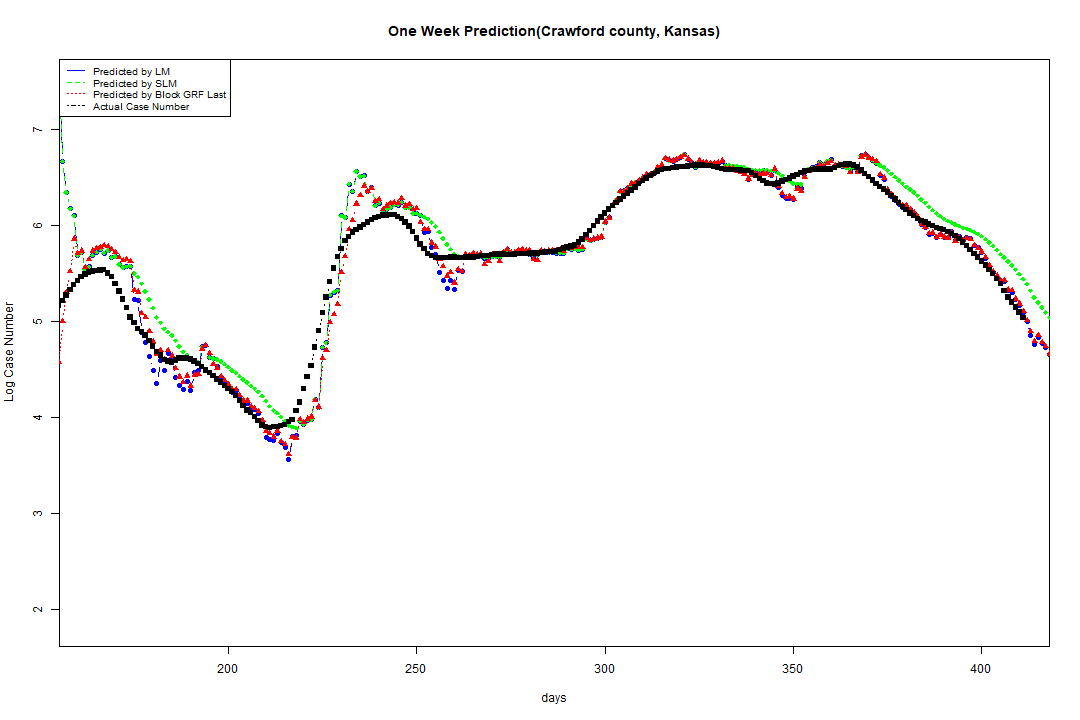 One Week Prediction(Crawford county, Kansas)
Predicted by LM
Predicted by SLM
Predicted by Block GRF Last
Actual Case Number
7
6
5
4
3
2
Log Case Number
200 250 300 350 400
days